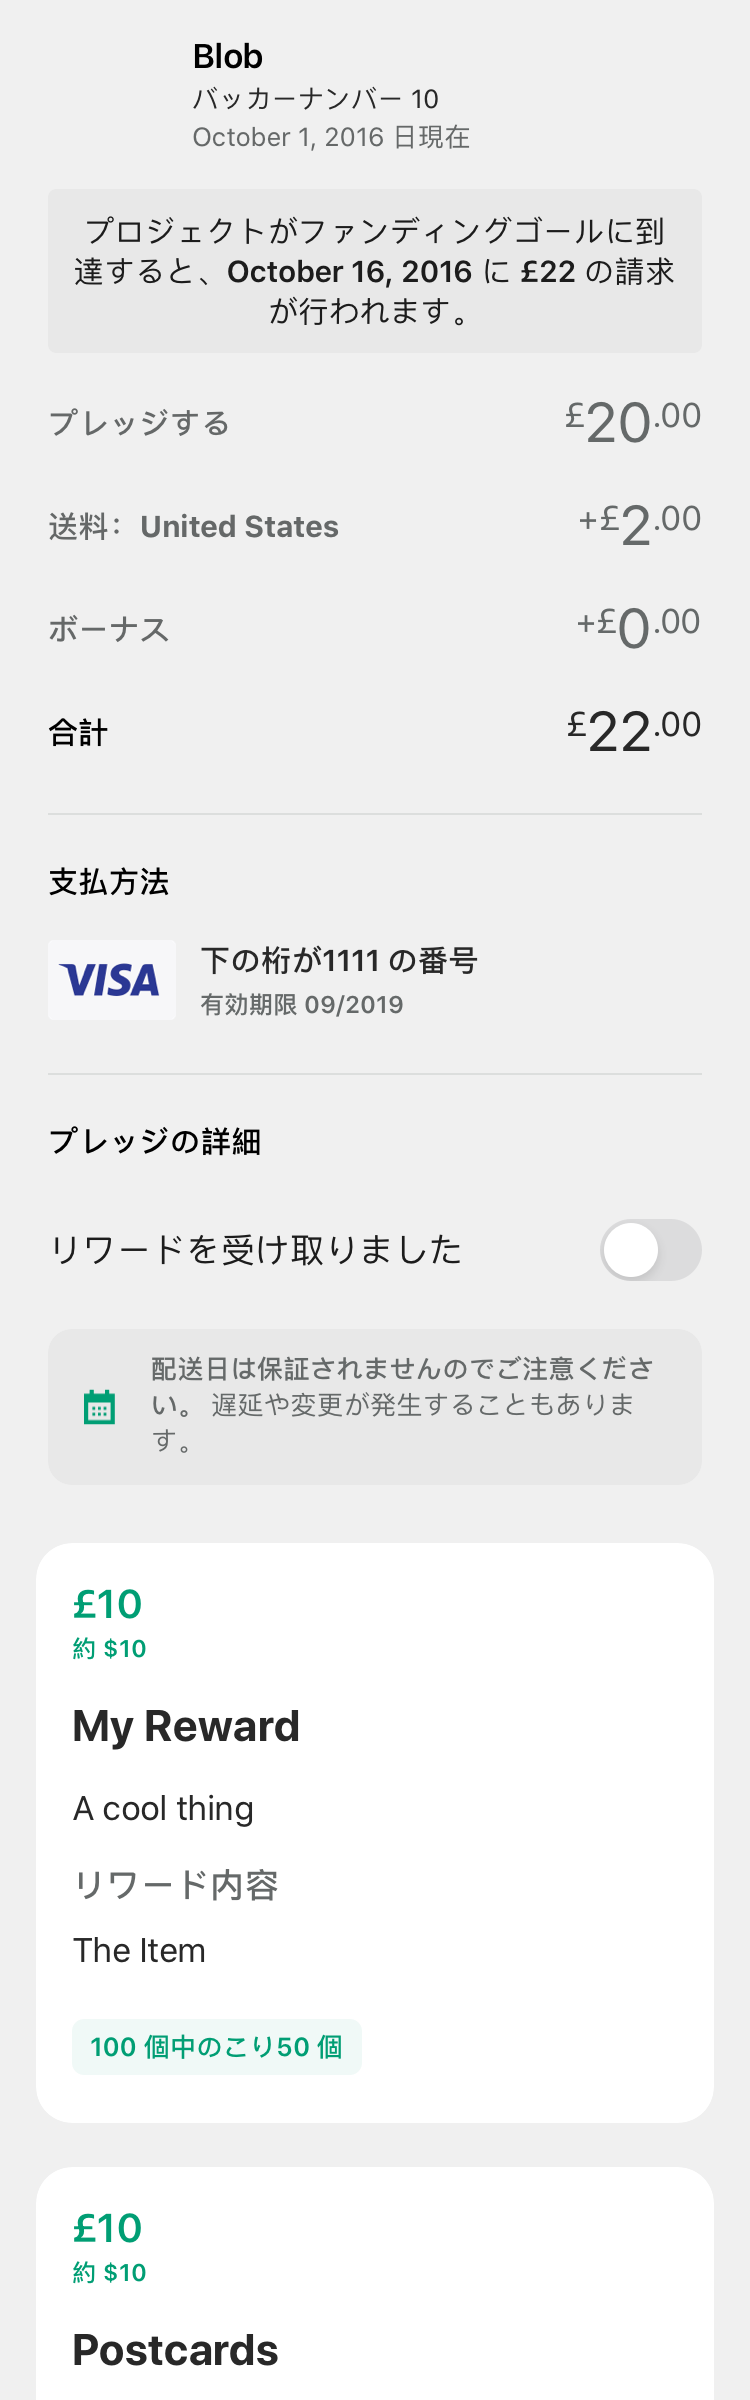 Blob
バッカーナンバー 10
October 1, 2016 日現在
プロジェクトがファンディングゴールに到
達すると、October 16, 2016 に £22 の請求
が行われます。
プレッジする £20.00
送料： United States +£2.00
ボーナス +£0.00
合計 £22.00
支払方法
VISA
下の桁が1111 の番号
有効期限 09/2019
プレッジの詳細
リワードを受け取りました
配送日は保証されませんのでご注意くださ
い。 遅延や変更が発生することもありま
す。
£10
約 $10
My Reward
A cool thing
リワード内容
The Item
100 個中のこり50 個
£10
約 $10
Postcards